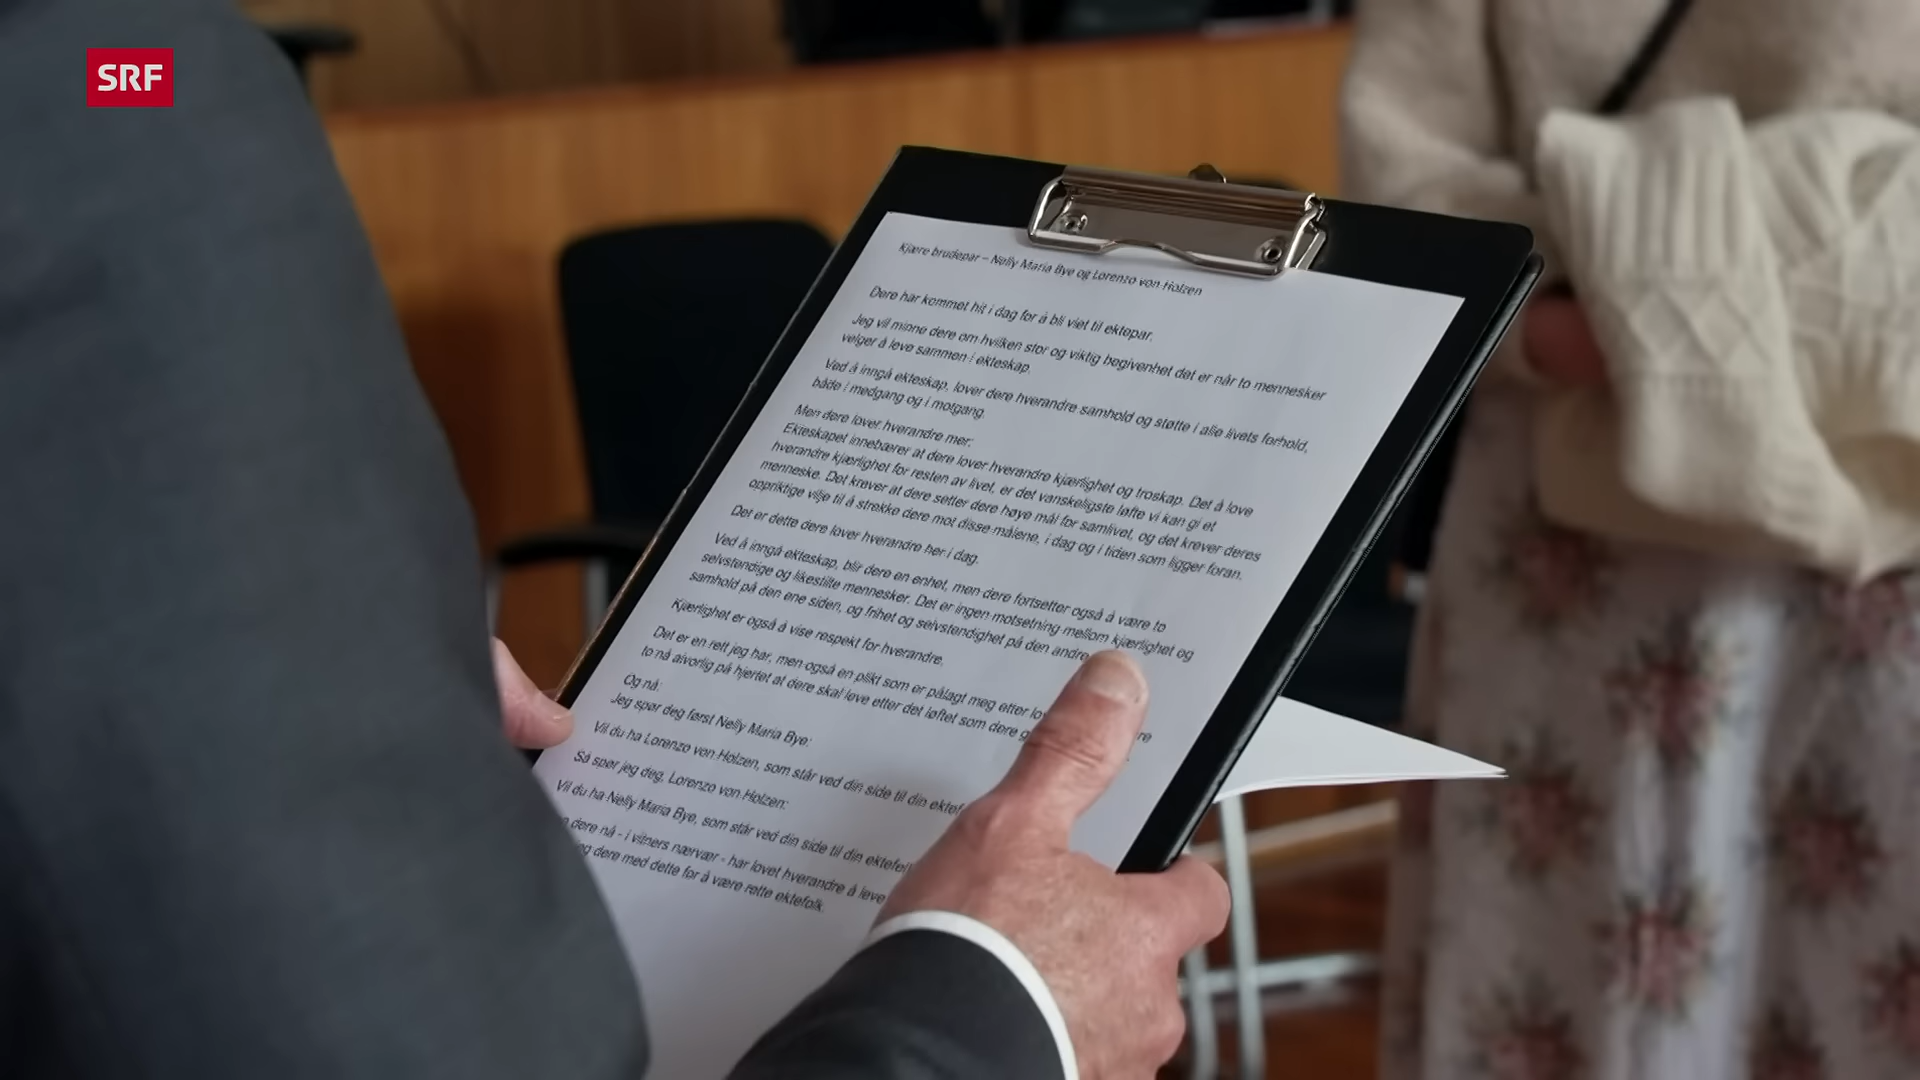 SRF
Kjære brudepar – Nelly Maria Bye og Lorenzo von Holzen
Dere har kommet hit i dag for å bli viet til ektepar.
Jeg vil minne dere om hvilken stor og viktig begivenhet det er når to mennesker
velger å leve sammen i ekteskap.
Ved å inngå ekteskap, lover dere hverandre samhold og støtte i alle livets forhold,
både i medgang og i motgang.
Men dere lover hverandre mer:
Ekteskapet innebærer at dere lover hverandre kjærlighet og troskap. Det å love
hverandre kjærlighet for resten av livet, er det vanskeligste løfte vi kan gi et
menneske. Det krever at dere setter dere høye mål for samlivet, og det krever deres
oppriktige vilje til å strekke dere mot disse målene, i dag og i tiden som ligger foran.
Det er dette dere lover hverandre her i dag.
Ved å inngå ekteskap, blir dere en enhet, men dere fortsetter også å være to
selvstendige og likestilte mennesker. Det er ingen motsetning mellom kjærlighet og
samhold på den ene siden, og frihet og selvstendighet på den andre
Kjærlighet er også å vise respekt for hverandre.
Det er en rett jeg har, men også en plikt som er pålagt meg etter lo
to nå alvorlig på hjertet at dere skal leve etter det løftet som dere g
Og nå:
Jeg spør deg først Nelly Maria Bye:
Vil du ha Lorenzo von Holzen, som står ved din side til din ektef
Så spør jeg deg, Lorenzo von Holzen:
Vil du ha Nelly Maria Bye, som står ved din side til din ektefell
dere nå - i vitners nærvær - har lovet hverandre å leve
og dere med dette for å være rette ektefolk.